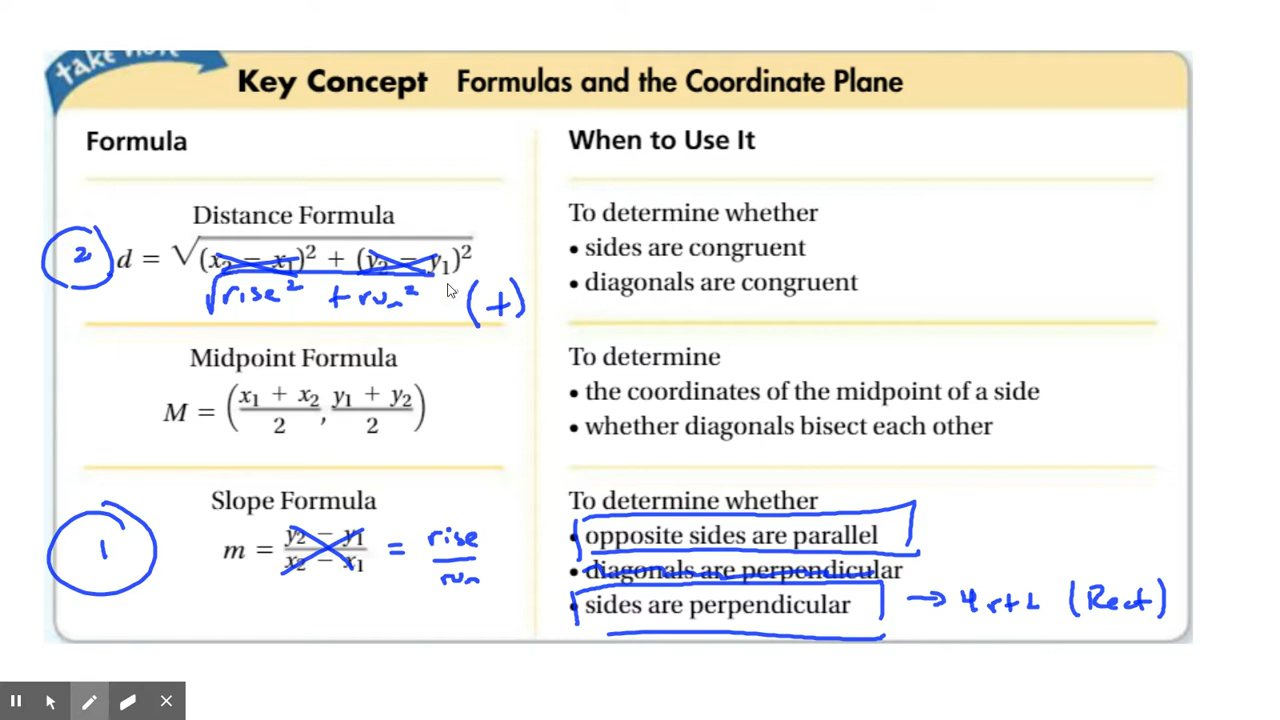 take note
Key Concept Formulas and the Coordinate Plane
Formula
When to Use It
Distance Formula
2 d = √(x₂ − x₁)² + (y₂ − y₁)²
√rise² + run² (+)
To determine whether
• sides are congruent
• diagonals are congruent
Midpoint Formula
M = (x₁ + x₂ / 2, y₁ + y₂ / 2)
To determine
• the coordinates of the midpoint of a side
• whether diagonals bisect each other
Slope Formula
1 m = y₂ − y₁ / x₂ − x₁ = rise / run
To determine whether
• opposite sides are parallel
• diagonals are perpendicular
• sides are perpendicular → 4 rt ∟ (Rect)